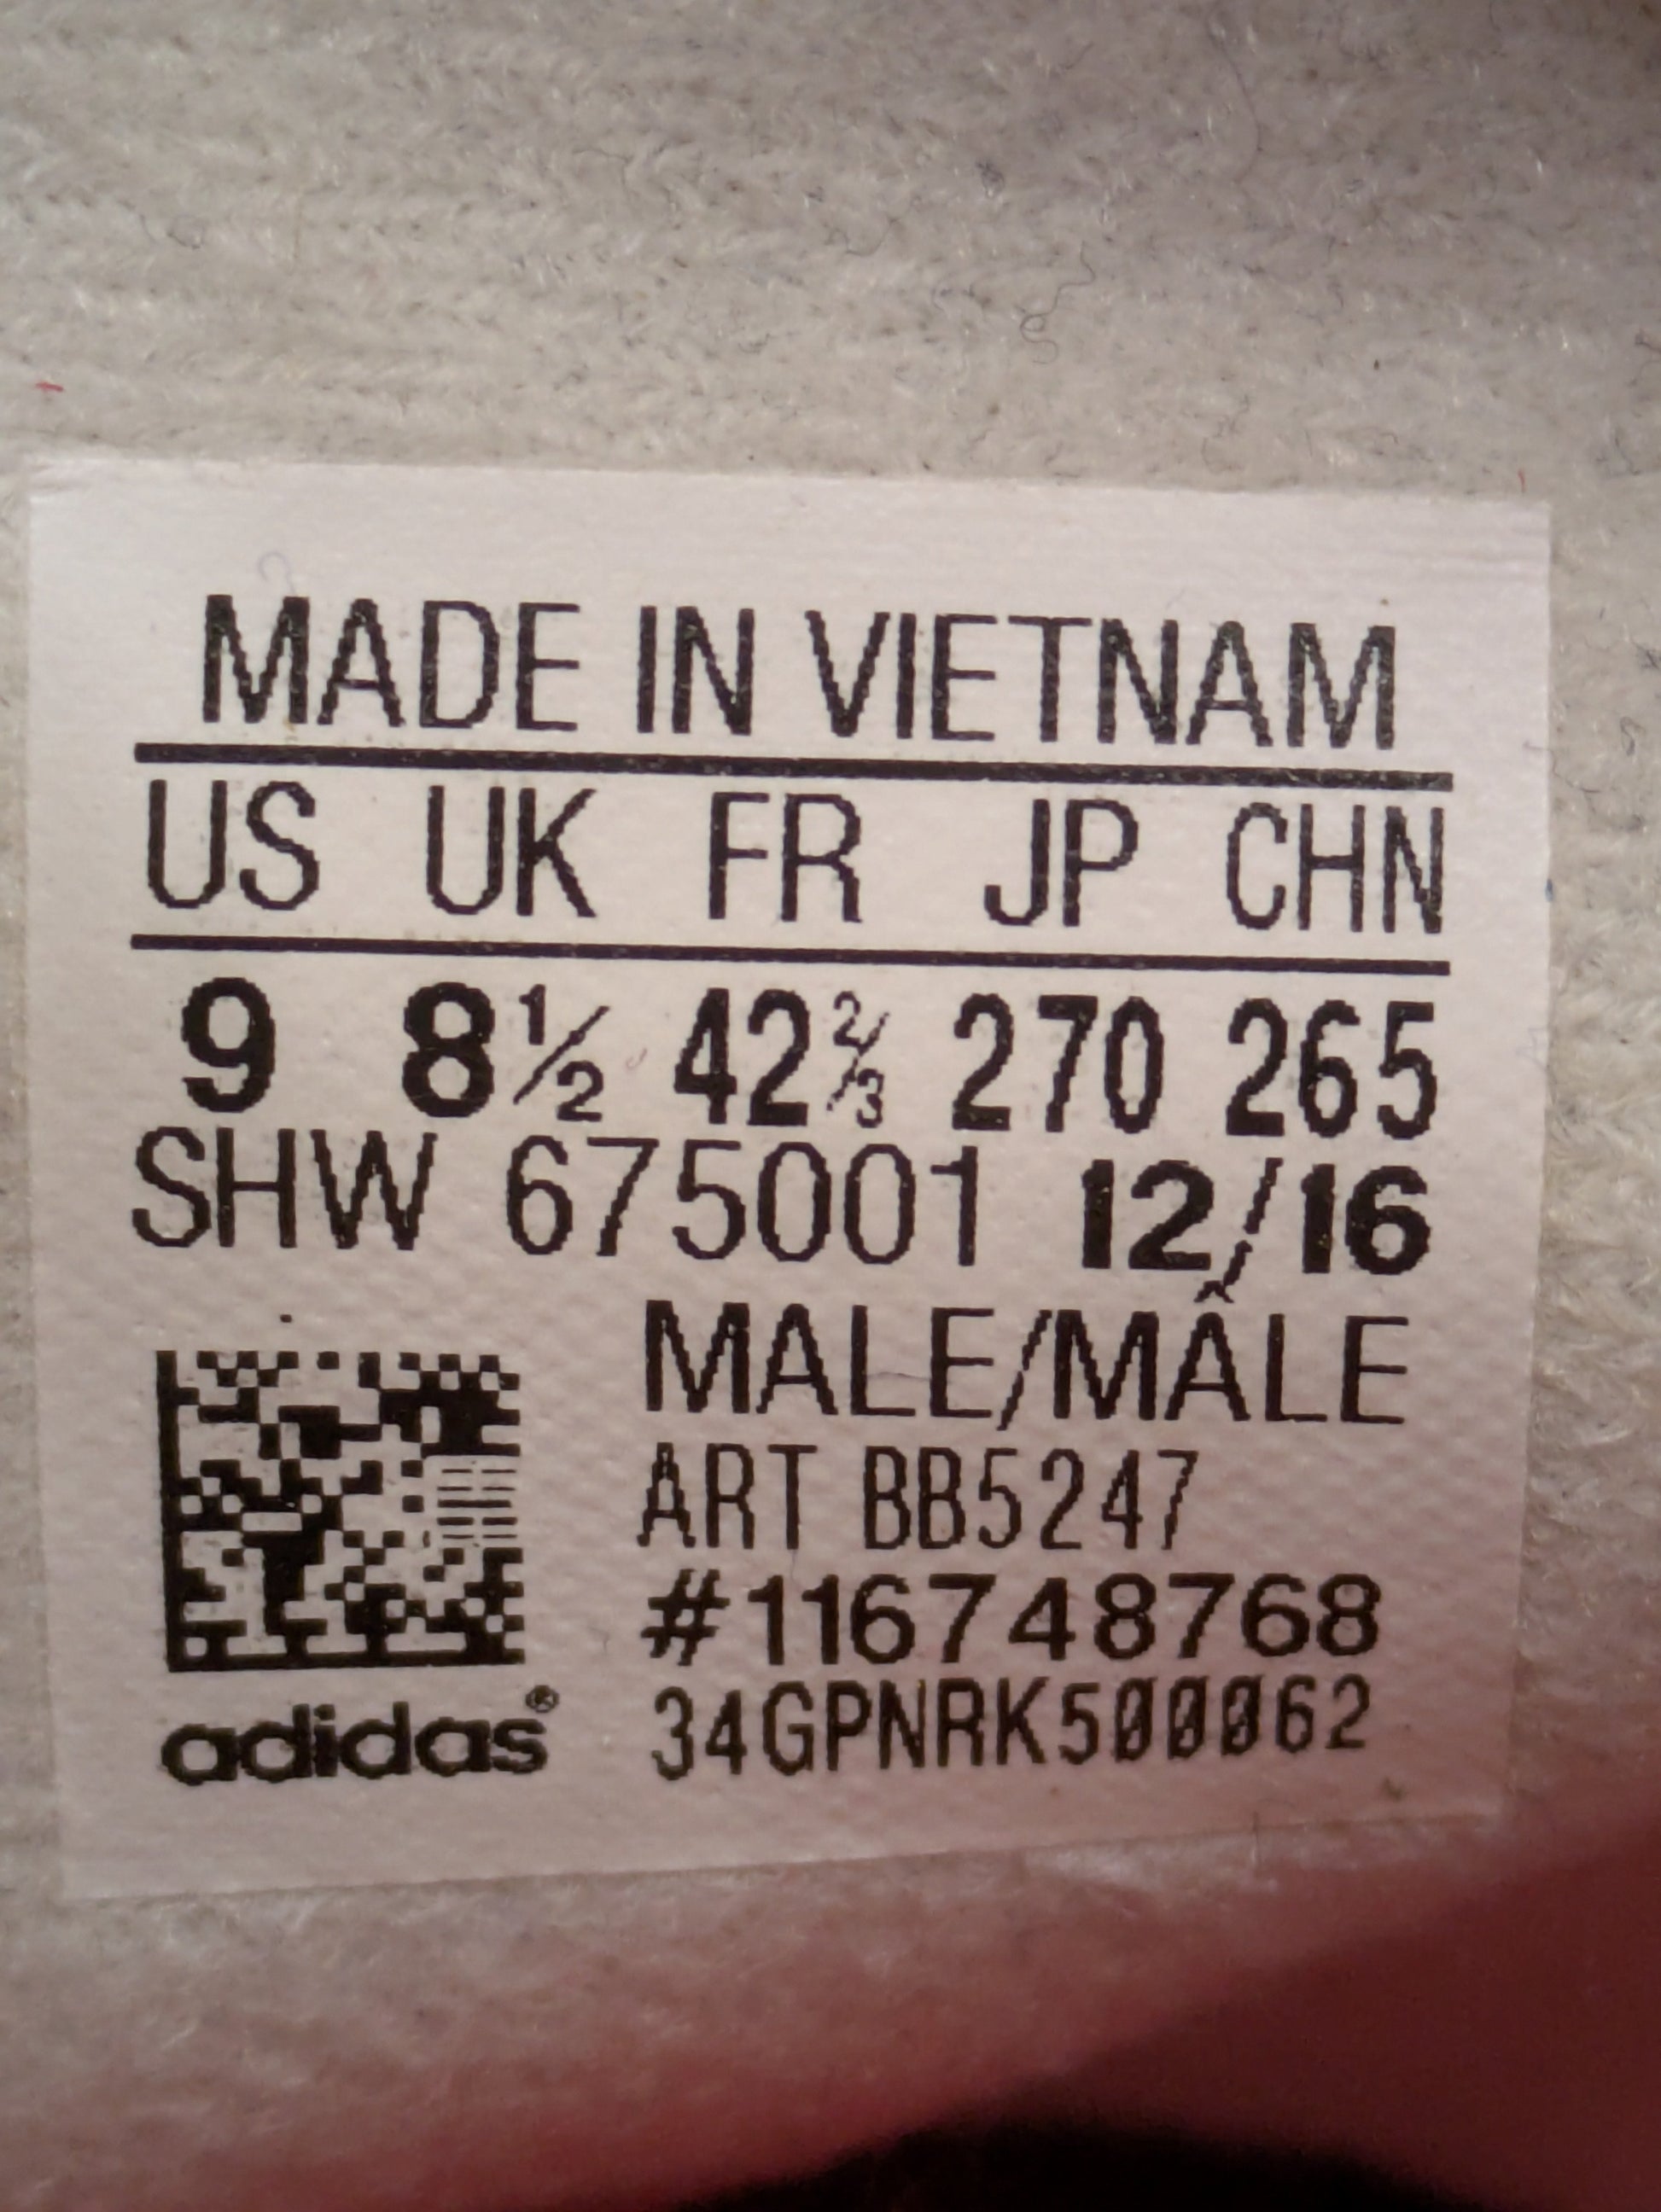 MADE IN VIETNAM
US UK FR JP CHN
9 8½ 42⅔ 270 265
SHW 675001 12/16
MALE/MÂLE
ART BB5247
#116748768
34GPNRK500062
adidas®